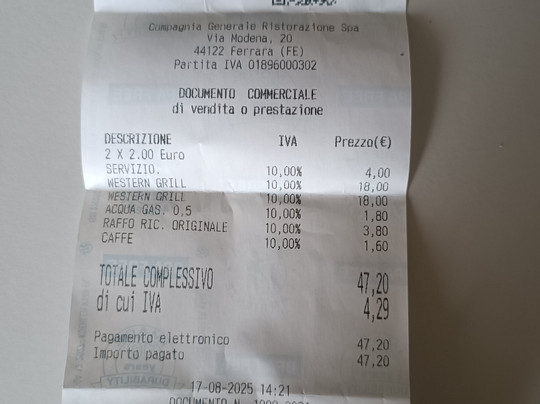 Compagnia Generale Ristorazione Spa
Via Modena, 20
44122 Ferrara (FE)
Partita IVA 01896000302
DOCUMENTO COMMERCIALE
di vendita o prestazione
DESCRIZIONE IVA Prezzo(€)
2 X 2.00 Euro
SERVIZIO. 10,00% 4,00
WESTERN GRILL 10,00% 18,00
WESTERN GRILL 10,00% 18,00
ACQUA GAS. 0,5 10,00% 1,80
RAFFO RIC. ORIGINALE 10,00% 3,80
CAFFE 10,00% 1,60
TOTALE COMPLESSIVO 47,20
di cui IVA 4,29
Pagamento elettronico 47,20
Importo pagato 47,20
17-08-2025 14:21
DOCUMENTO N.